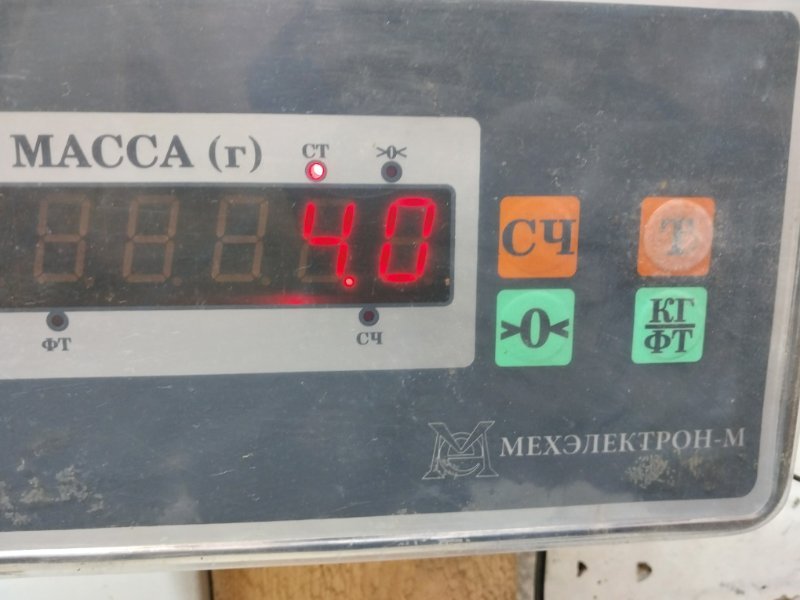 МАССА (г)
СТ
>0<
4.0
ФТ
СЧ
СЧ
Т
>0<
КГ
ФТ
МЕХЭЛЕКТРОН-М